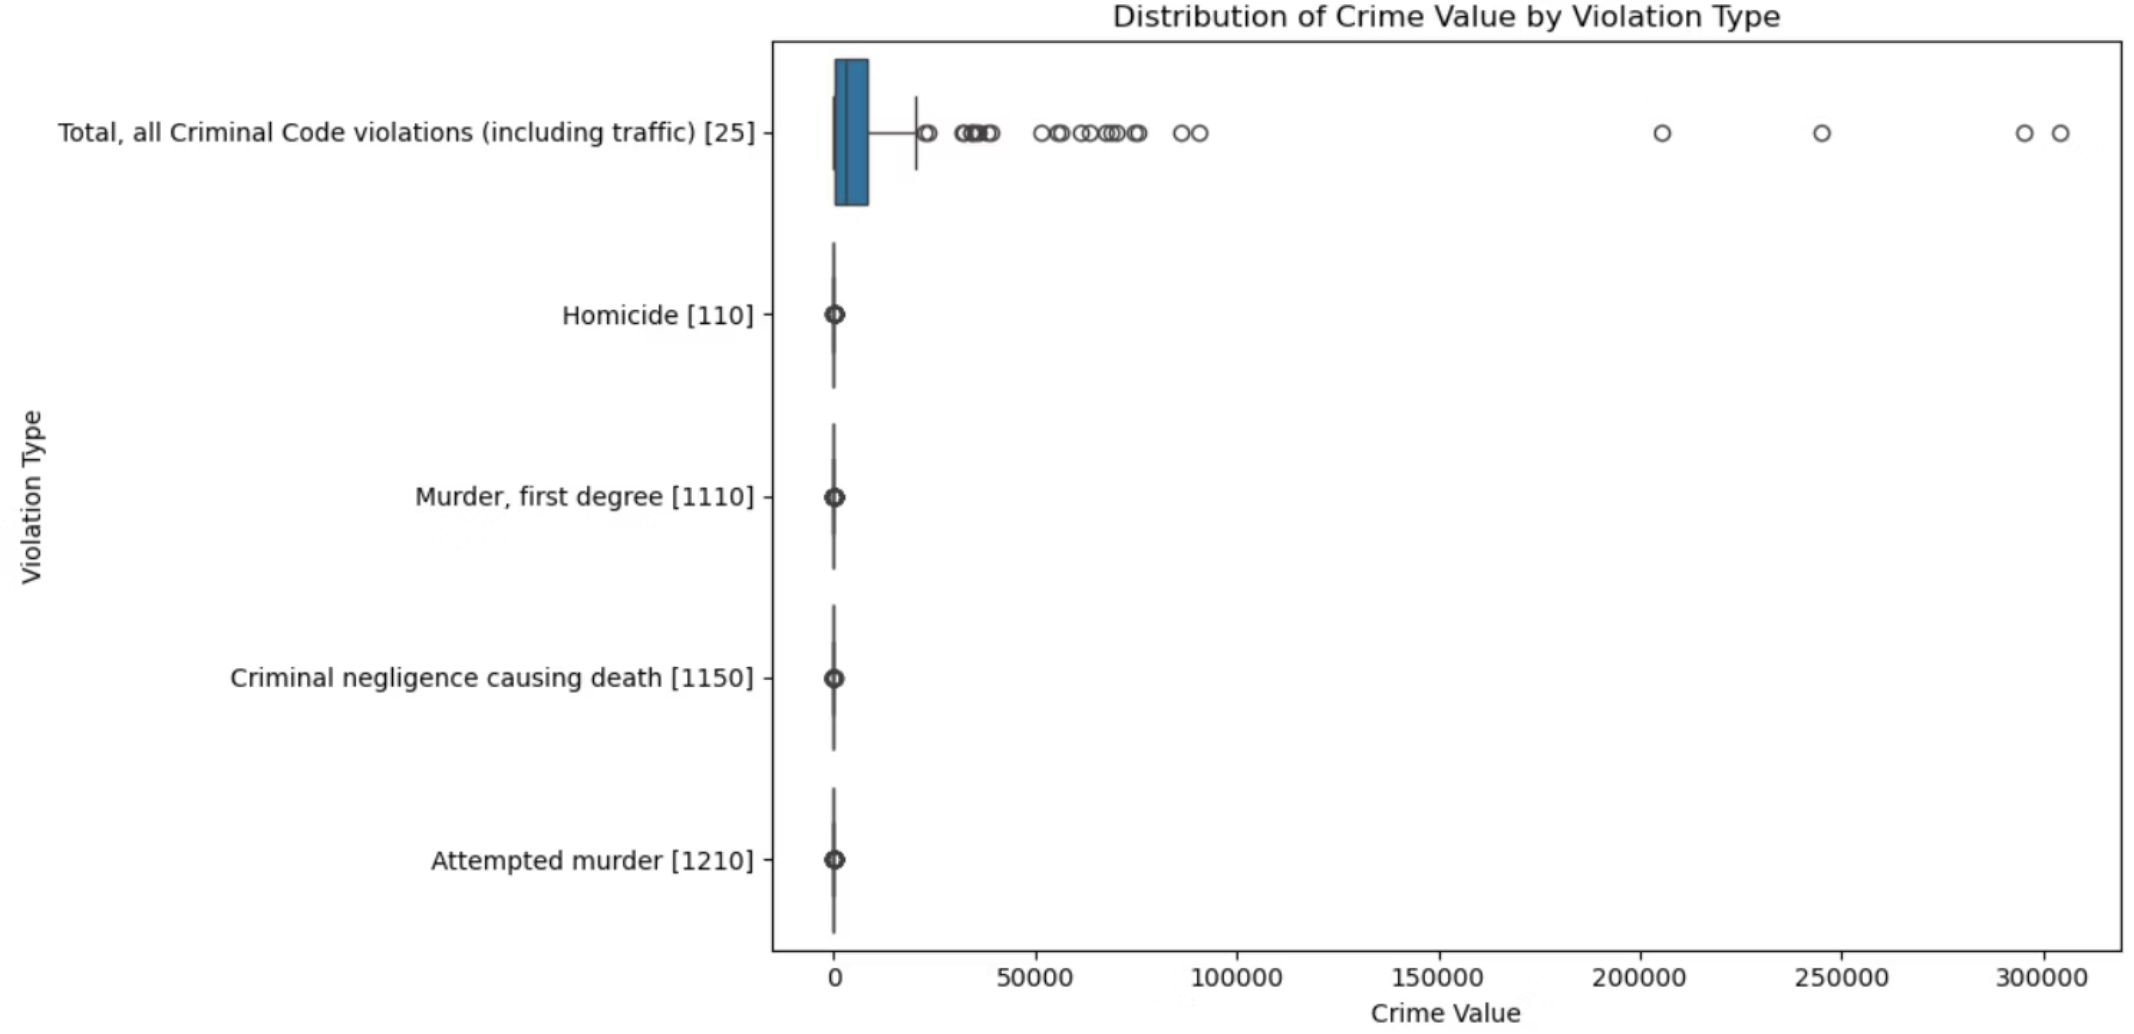 Distribution of Crime Value by Violation Type
Total, all Criminal Code violations (including traffic) [25]
Homicide [110]
Murder, first degree [1110]
Criminal negligence causing death [1150]
Attempted murder [1210]
Violation Type
0 50000 100000 150000 200000 250000 300000
Crime Value